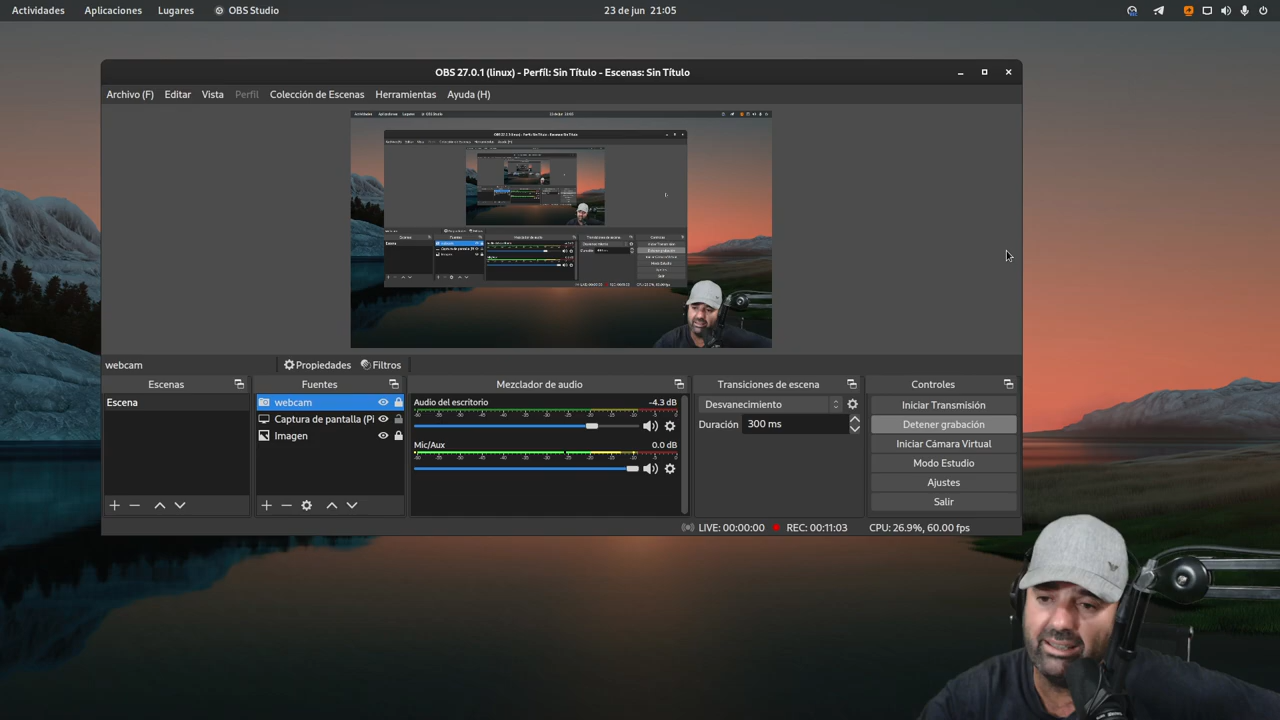 Actividades Aplicaciones Lugares OBS Studio 23 de jun 21:05
OBS 27.0.1 (linux) - Perfíl: Sin Título - Escenas: Sin Título
Archivo (F) Editar Vista Perfil Colección de Escenas Herramientas Ayuda (H)
webcam Propiedades Filtros
Escenas Fuentes Mezclador de audio Transiciones de escena Controles
Escena
webcam
Captura de pantalla (Pi
Imagen
Audio del escritorio -4.3 dB
Mic/Aux 0.0 dB
Desvanecimiento
Duración 300 ms
Iniciar Transmisión
Detener grabación
Iniciar Cámara Virtual
Modo Estudio
Ajustes
Salir
LIVE: 00:00:00 REC: 00:11:03 CPU: 26.9%, 60.00 fps